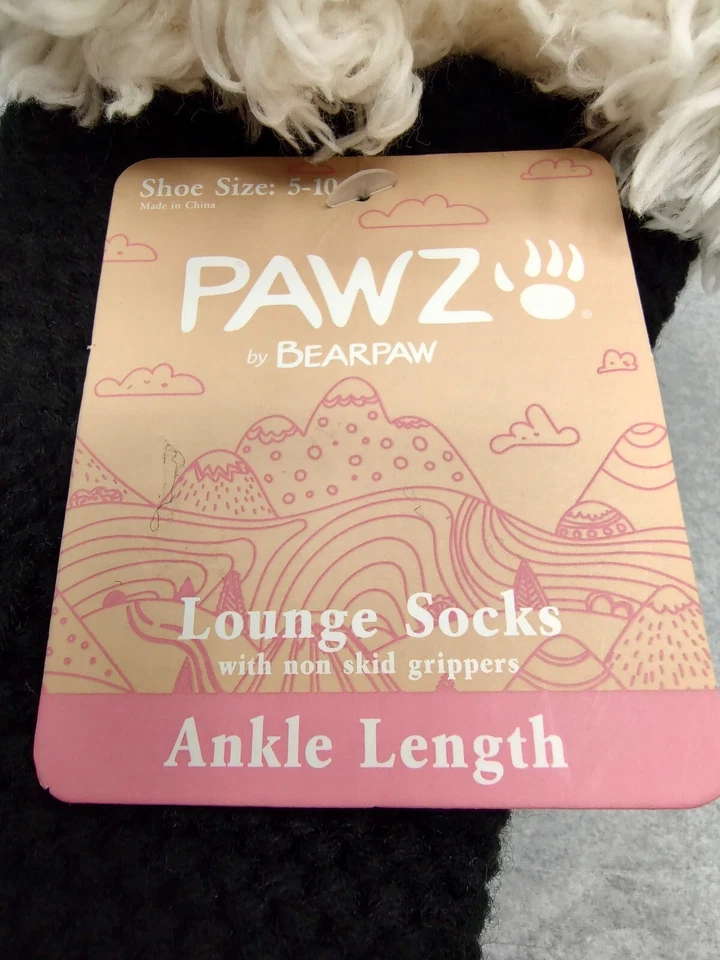 Shoe Size: 5-10
Made in China
PAWZ ®
by BEARPAW
Lounge Socks
with non skid grippers
Ankle Length